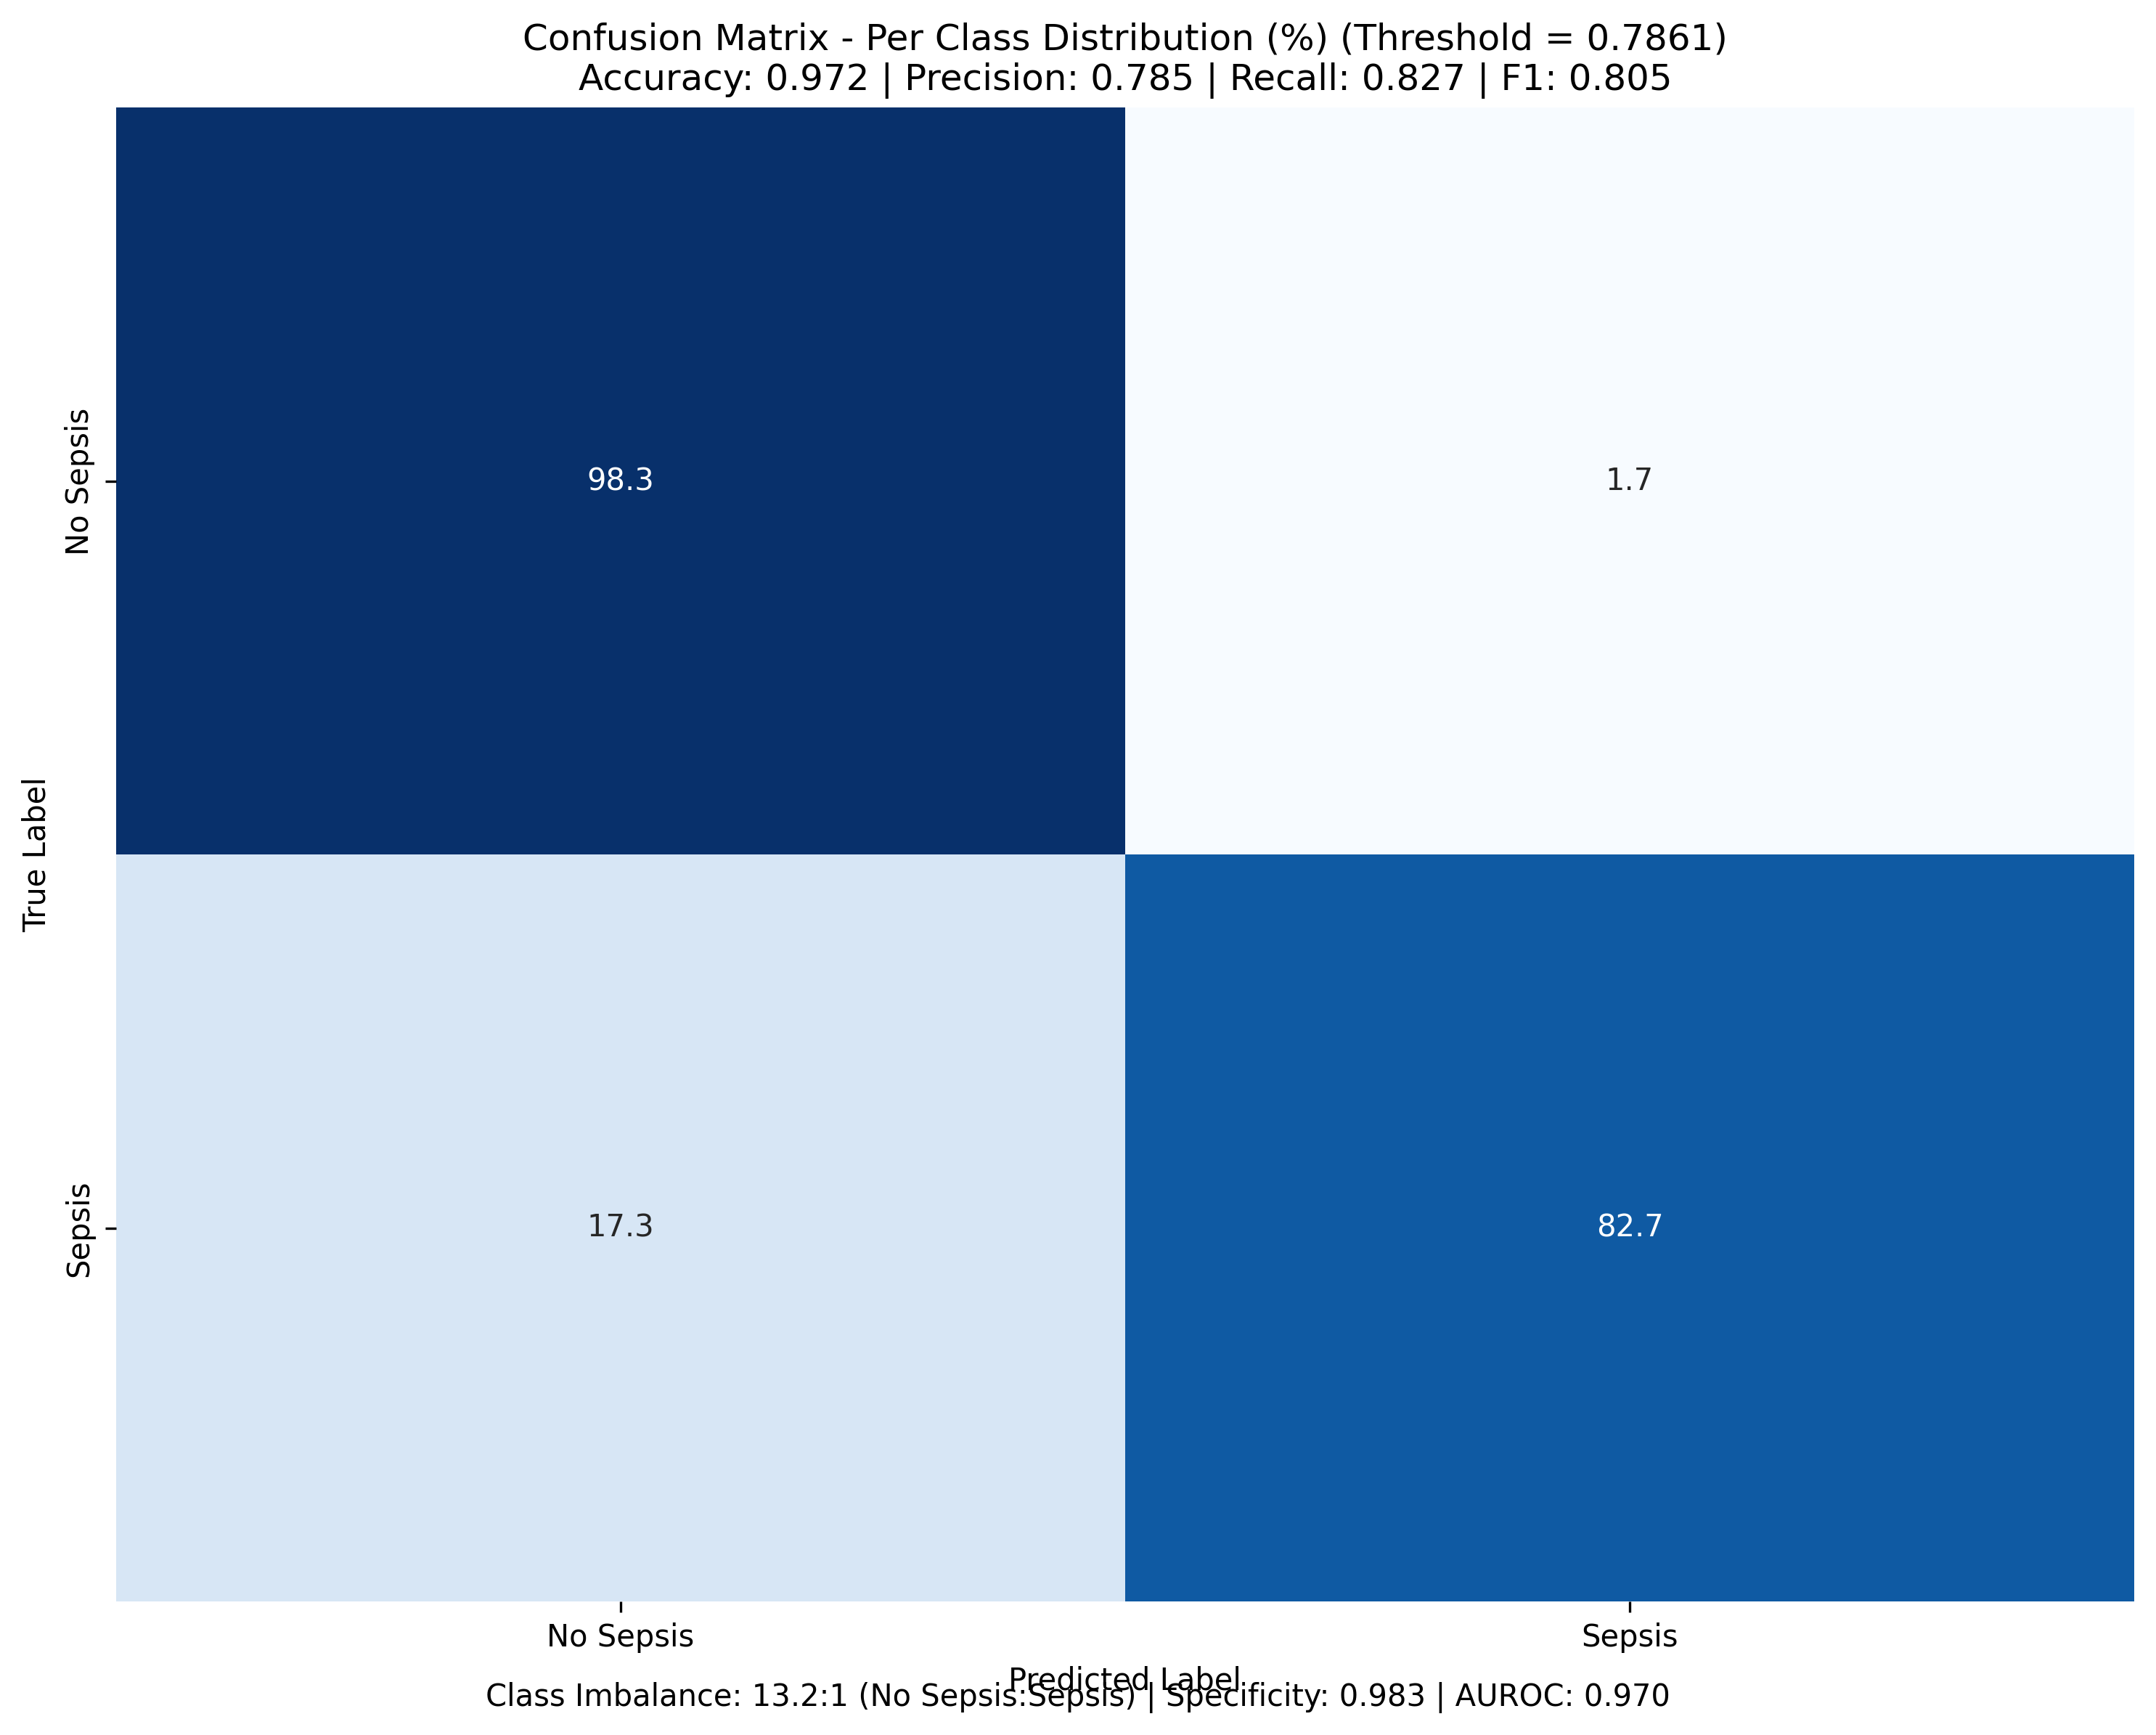 Confusion Matrix - Per Class Distribution (%) (Threshold = 0.7861)
Accuracy: 0.972 | Precision: 0.785 | Recall: 0.827 | F1: 0.805
True Label
No Sepsis
98.3
1.7
Sepsis
17.3
82.7
No Sepsis
Sepsis
Predicted Label
Class Imbalance: 13.2:1 (No Sepsis:Sepsis) | Specificity: 0.983 | AUROC: 0.970